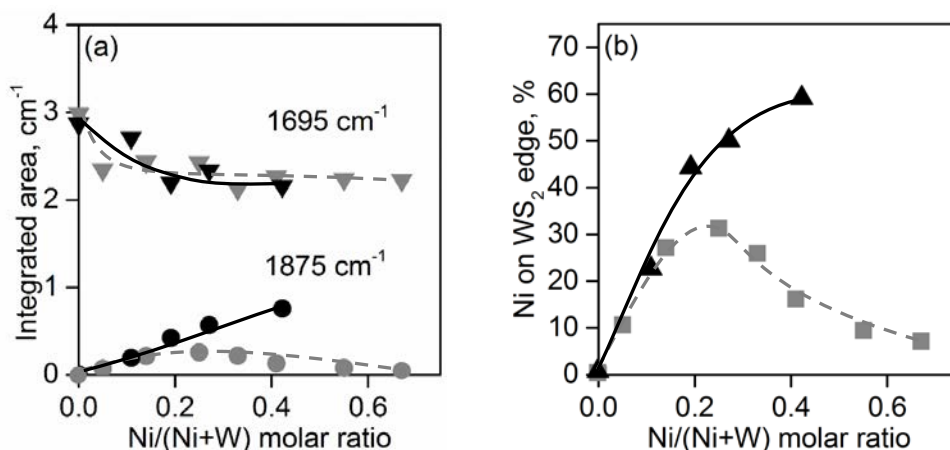 (a)
1695 cm⁻¹
1875 cm⁻¹
Integrated area, cm⁻¹
4
3
2
1
0
0.0 0.2 0.4 0.6
Ni/(Ni+W) molar ratio
(b)
Ni on WS₂ edge, %
70
60
50
40
30
20
10
0
0.0 0.2 0.4 0.6
Ni/(Ni+W) molar ratio